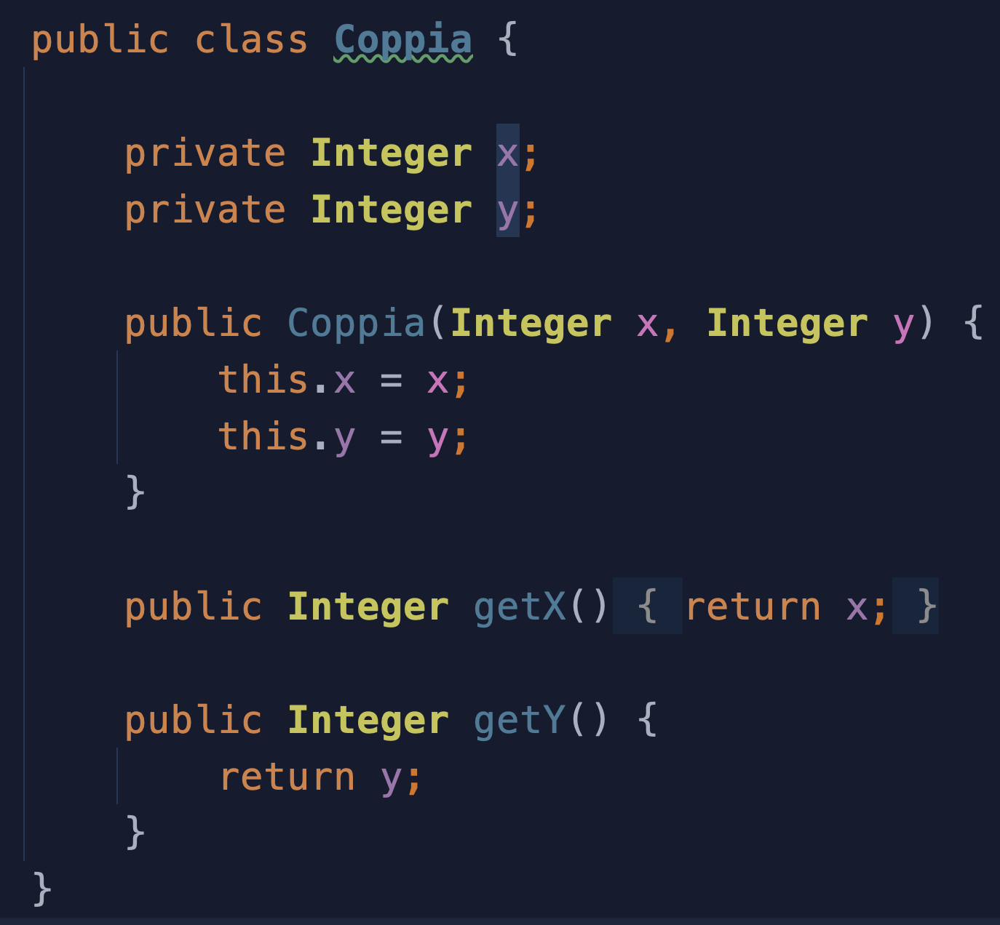 public class Coppia {
private Integer x;
private Integer y;
public Coppia(Integer x, Integer y) {
this.x = x;
this.y = y;
}
public Integer getX() { return x; }
public Integer getY() {
return y;
}
}